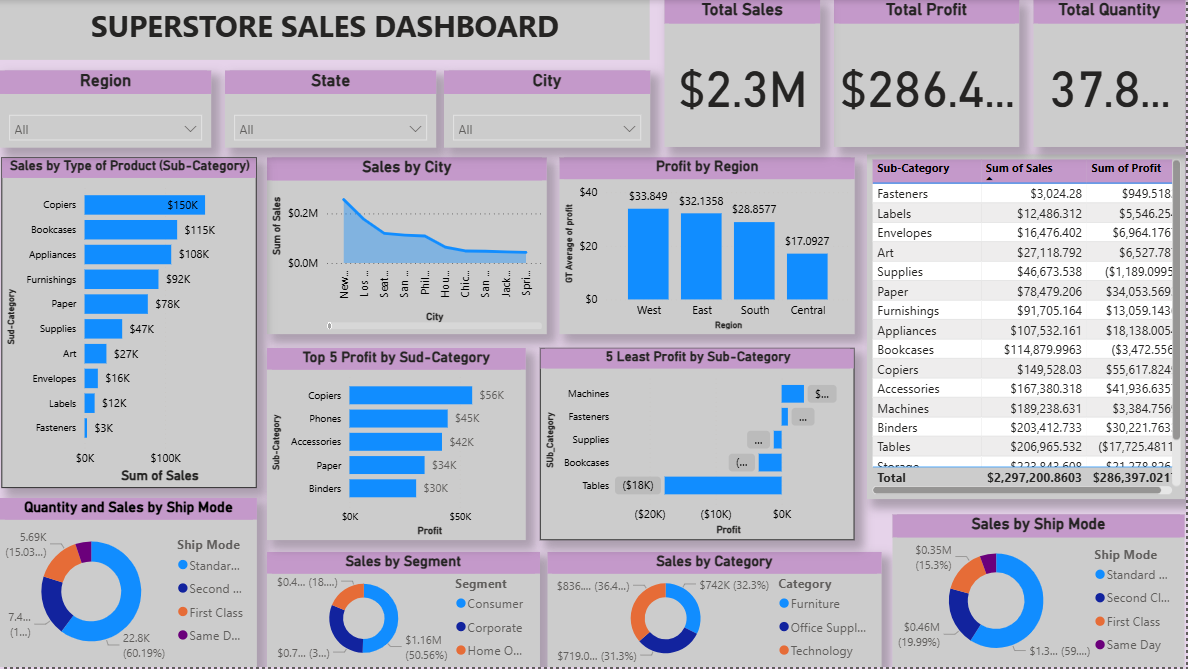 SUPERSTORE SALES DASHBOARD
Total Sales
$2.3M
Total Profit
$286.4...
Total Quantity
37.8...
Region
All
State
All
City
All
Sales by Type of Product (Sub-Category)
Sud-Category
Copiers $150K
Bookcases $115K
Appliances $108K
Furnishings $92K
Paper $78K
Supplies $47K
Art $27K
Envelopes $16K
Labels $12K
Fasteners $3K
$0K $100K
Sum of Sales
Sales by City
Sum of Sales
$0.2M
$0.0M
New... Los ... Seat... San ... Phil... Hou... Chic... San ... Jack... Spri...
City
Profit by Region
GT Average of profit
$40
$20
$0
$33.849 $32.1358 $28.8577 $17.0927
West East South Central
Region
Sub-Category Sum of Sales Sum of Profit
Fasteners $3,024.28 $949.518
Labels $12,486.312 $5,546.25
Envelopes $16,476.402 $6,964.176
Art $27,118.792 $6,527.78
Supplies $46,673.538 ($1,189.0995
Paper $78,479.206 $34,053.569
Furnishings $91,705.164 $13,059.143
Appliances $107,532.161 $18,138.005
Bookcases $114,879.9963 ($3,472.556
Copiers $149,528.03 $55,617.824
Accessories $167,380.318 $41,936.635
Machines $189,238.631 $3,384.756
Binders $203,412.733 $30,221.763
Tables $206,965.532 ($17,725.4811
Storage $223,843.608 $21,278.826
Total $2,297,200.8603 $286,397.021
Top 5 Profit by Sud-Category
Sub-Category
Copiers $56K
Phones $45K
Accessories $42K
Paper $34K
Binders $30K
$0K $50K
Profit
5 Least Profit by Sub-Category
SUb_Category
Machines $...
Fasteners ...
Supplies ...
Bookcases (...
Tables ($18K)
($20K) ($10K) $0K
Profit
Quantity and Sales by Ship Mode
5.69K
(15.03...)
7.4...
(1...)
22.8K
(60.19%)
Ship Mode
Standar...
Second ...
First Class
Same D...
Sales by Segment
$0.4... (18....)
$0.7... (3...)
$1.16M
(50.56%)
Segment
Consumer
Corporate
Home O...
Sales by Category
$836.... (36.4...)
$742K (32.3%)
$719.0... (31.3%)
Category
Furniture
Office Suppl...
Technology
Sales by Ship Mode
$0.35M
(15.3%)
$0.46M
(19.99%)
$1.3... (59....)
Ship Mode
Standard ...
Second Cl...
First Class
Same Day